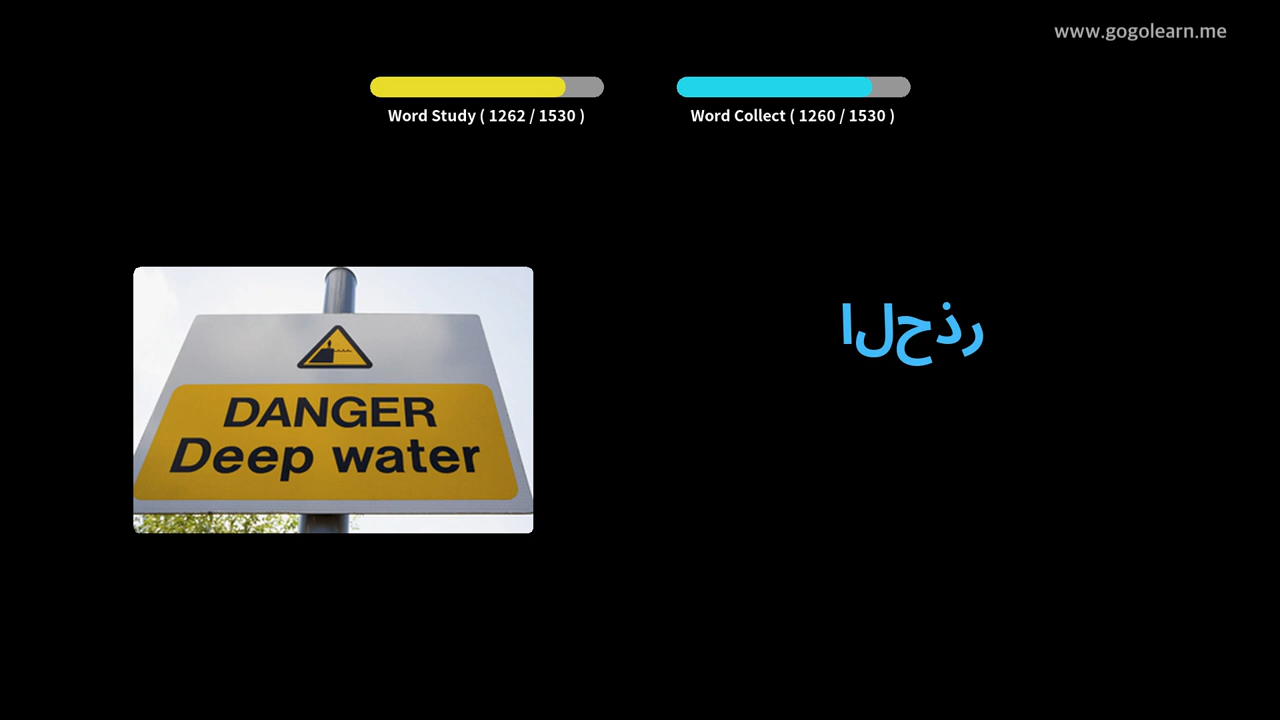 www.gogolearn.me
Word Study ( 1262 / 1530 )
Word Collect ( 1260 / 1530 )
DANGER
Deep water
الحذر